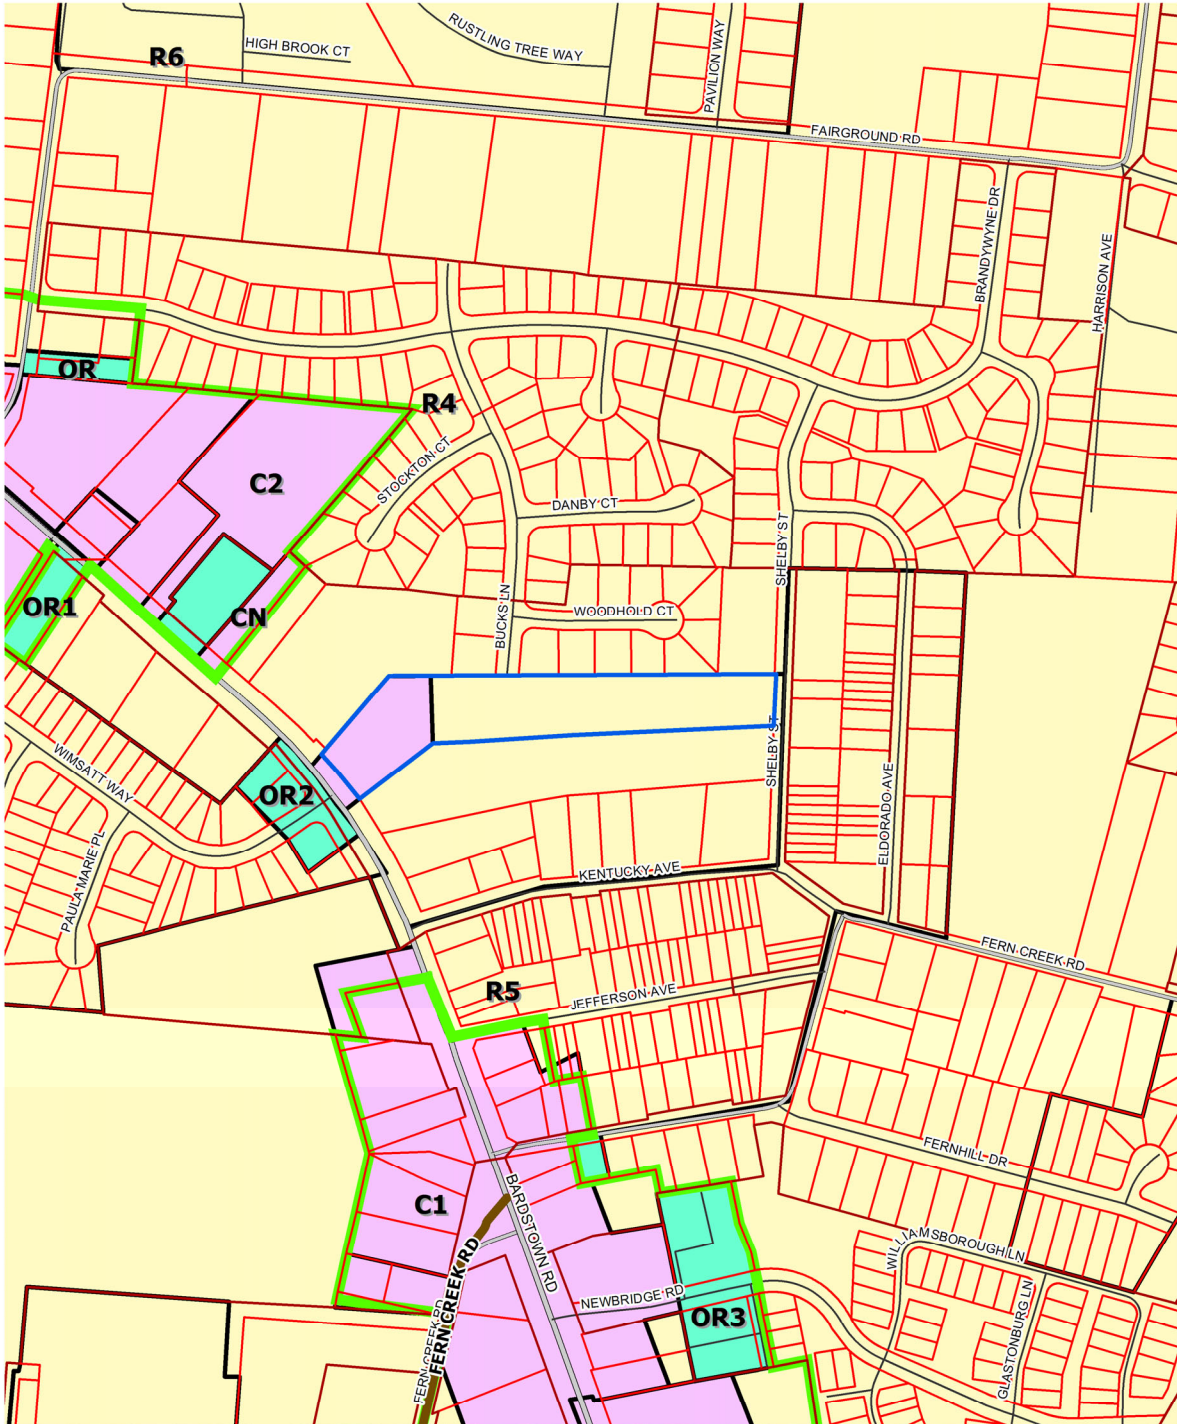 RUSTLING TREE WAY
HIGH BROOK CT
R6
PAVILION WAY
FAIRGROUND RD
BRANDYWYNE DR
HARRISON AVE
OR
R4
STOCKTON CT
C2
DANBY CT
SHELBY ST
OR1
CN
BUCKS LN
WOODHOLD CT
WIMSATT WAY
OR2
SHELBY ST
ELDORADO AVE
PAULA MARIE PL
KENTUCKY AVE
FERN CREEK RD
R5
JEFFERSON AVE
FERNHILL DR
C1
BARDSTOWN RD
WILLIAMSBOROUGH LN
FERN CREEK RD
FERN CREEK RD
NEWBRIDGE RD
OR3
GLASTONBURG LN